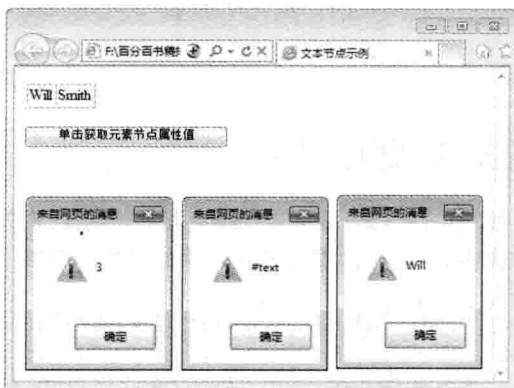 F:\百分百书稿
文本节点示例
Will Smith
单击获取元素节点属性值
来自网页的消息
3
确定
来自网页的消息
#text
确定
来自网页的消息
Will
确定